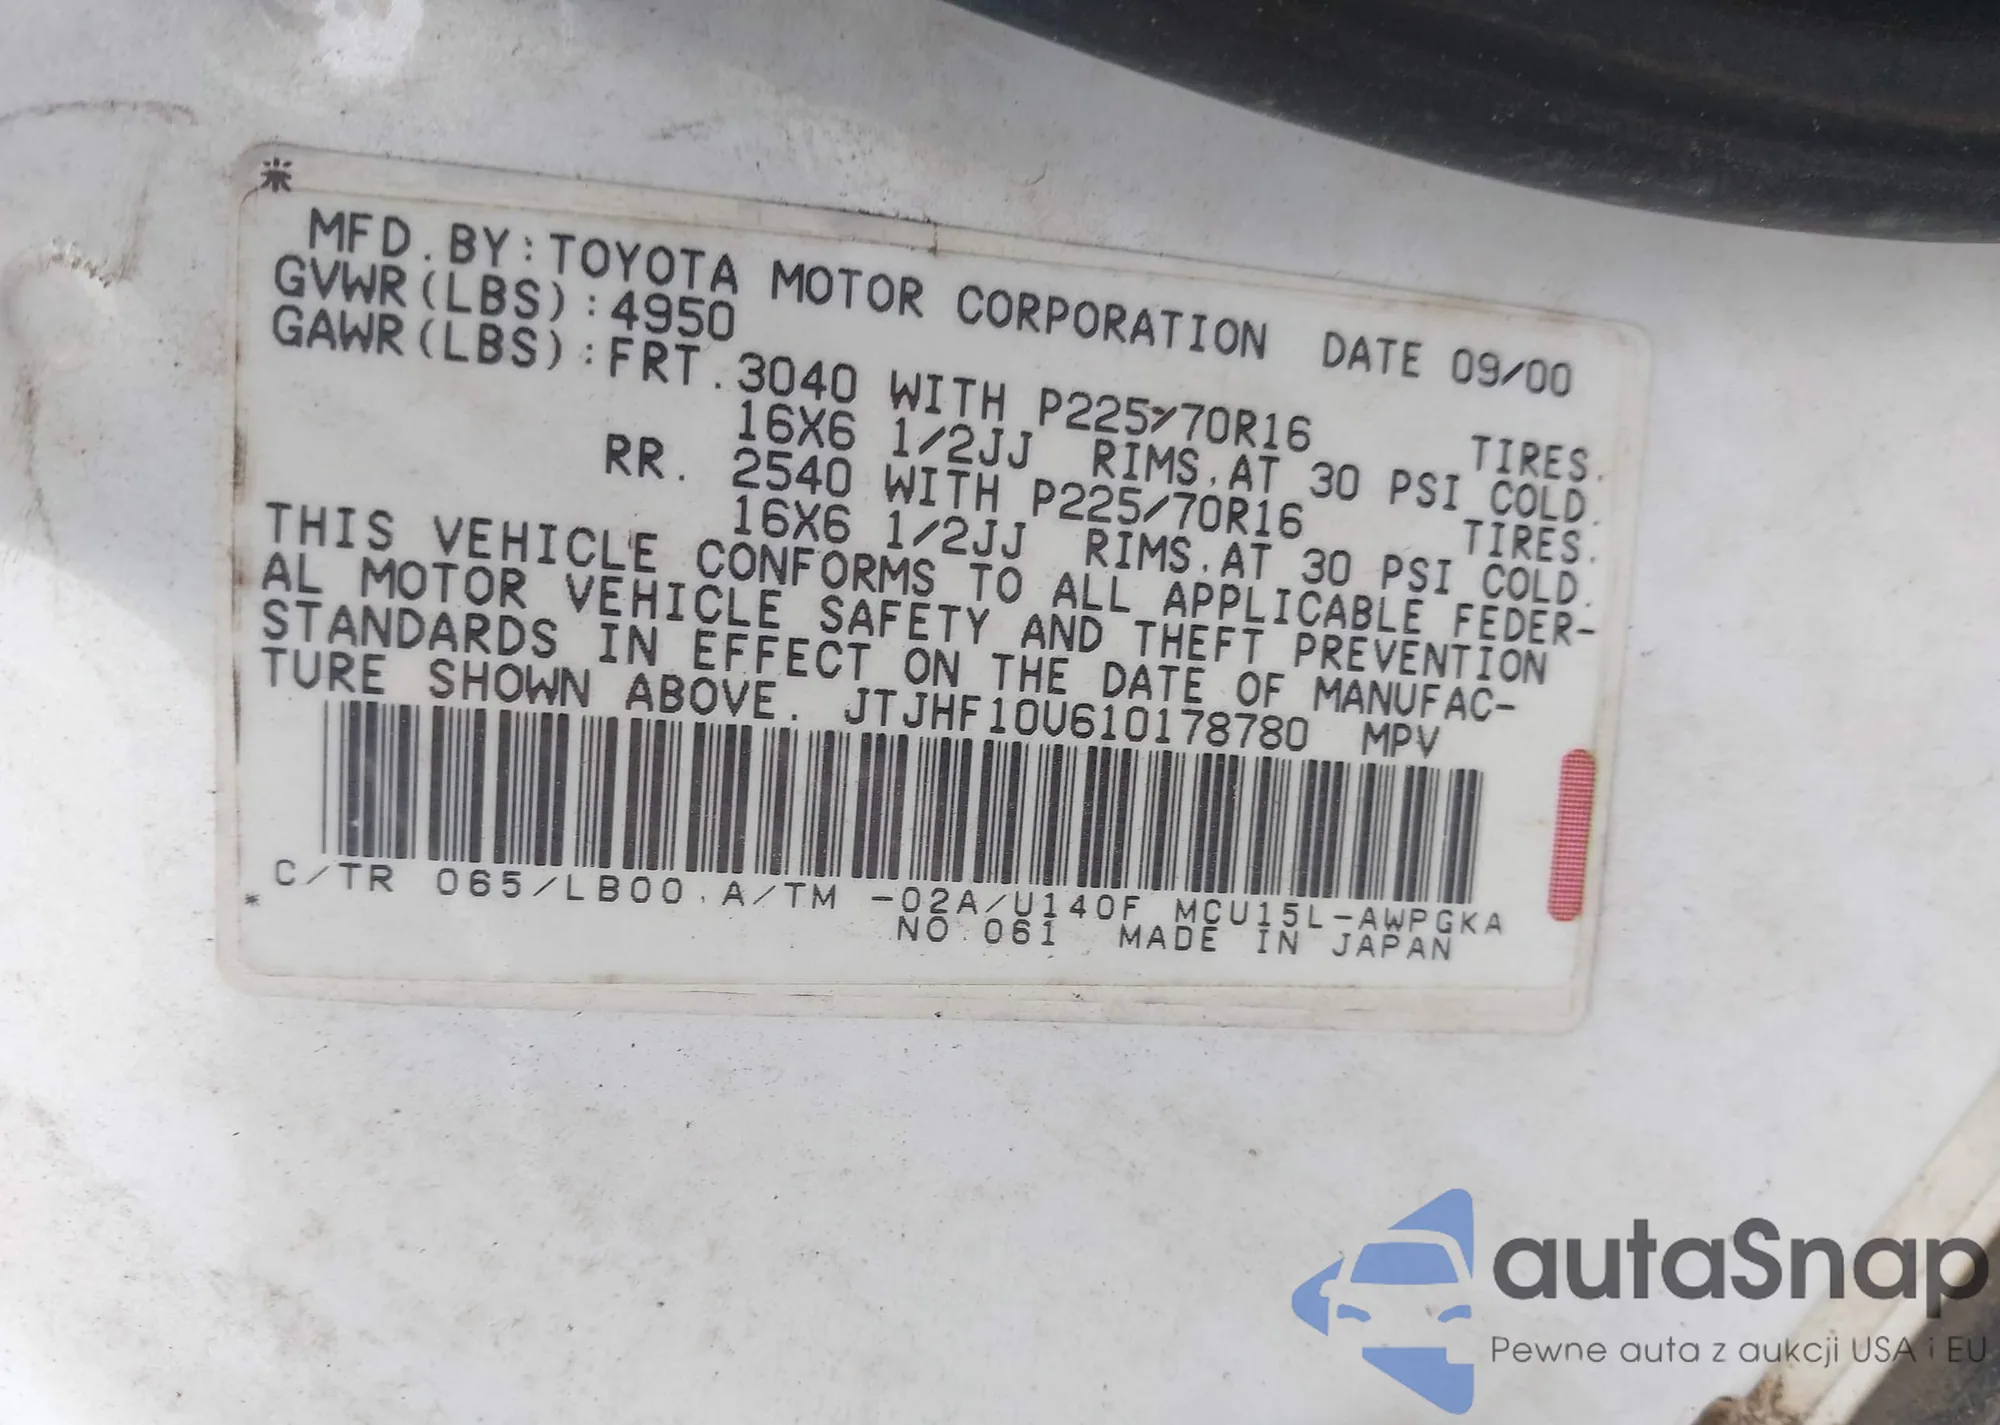 MFD.BY:TOYOTA MOTOR CORPORATION DATE 09/00
GVWR(LBS):4950
GAWR(LBS):FRT.3040 WITH P225/70R16 TIRES.
16X6 1/2JJ RIMS.AT 30 PSI COLD.
RR. 2540 WITH P225/70R16 TIRES.
16X6 1/2JJ RIMS.AT 30 PSI COLD.
THIS VEHICLE CONFORMS TO ALL APPLICABLE FEDER-
AL MOTOR VEHICLE SAFETY AND THEFT PREVENTION
STANDARDS IN EFFECT ON THE DATE OF MANUFAC-
TURE SHOWN ABOVE. JTJHF10U610178780 MPV
C/TR 065/LB00.A/TM -02A/U140F MCU15L-AWPGKA
NO.061 MADE IN JAPAN
autaSnap
Pewne auta z aukcji USA i EU